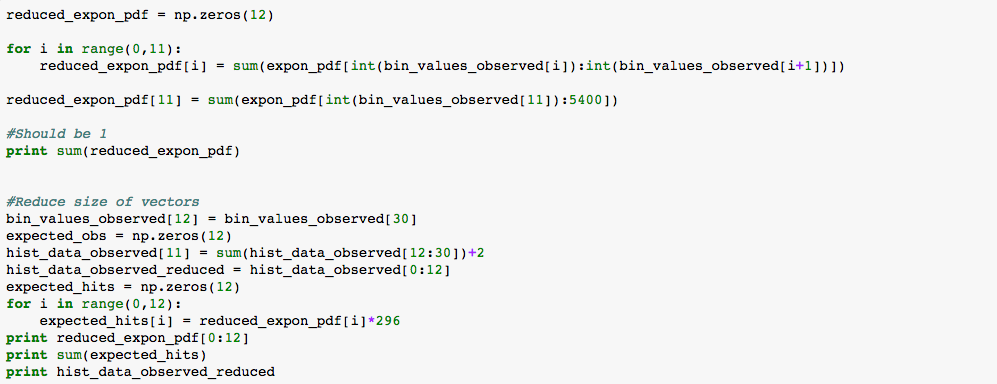 reduced_expon_pdf = np.zeros(12)
for i in range(0,11):
    reduced_expon_pdf[i] = sum(expon_pdf[int(bin_values_observed[i]):int(bin_values_observed[i+1])])
reduced_expon_pdf[11] = sum(expon_pdf[int(bin_values_observed[11]):5400])
#Should be 1
print sum(reduced_expon_pdf)
#Reduce size of vectors
bin_values_observed[12] = bin_values_observed[30]
expected_obs = np.zeros(12)
hist_data_observed[11] = sum(hist_data_observed[12:30])+2
hist_data_observed_reduced = hist_data_observed[0:12]
expected_hits = np.zeros(12)
for i in range(0,12):
    expected_hits[i] = reduced_expon_pdf[i]*296
print reduced_expon_pdf[0:12]
print sum(expected_hits)
print hist_data_observed_reduced